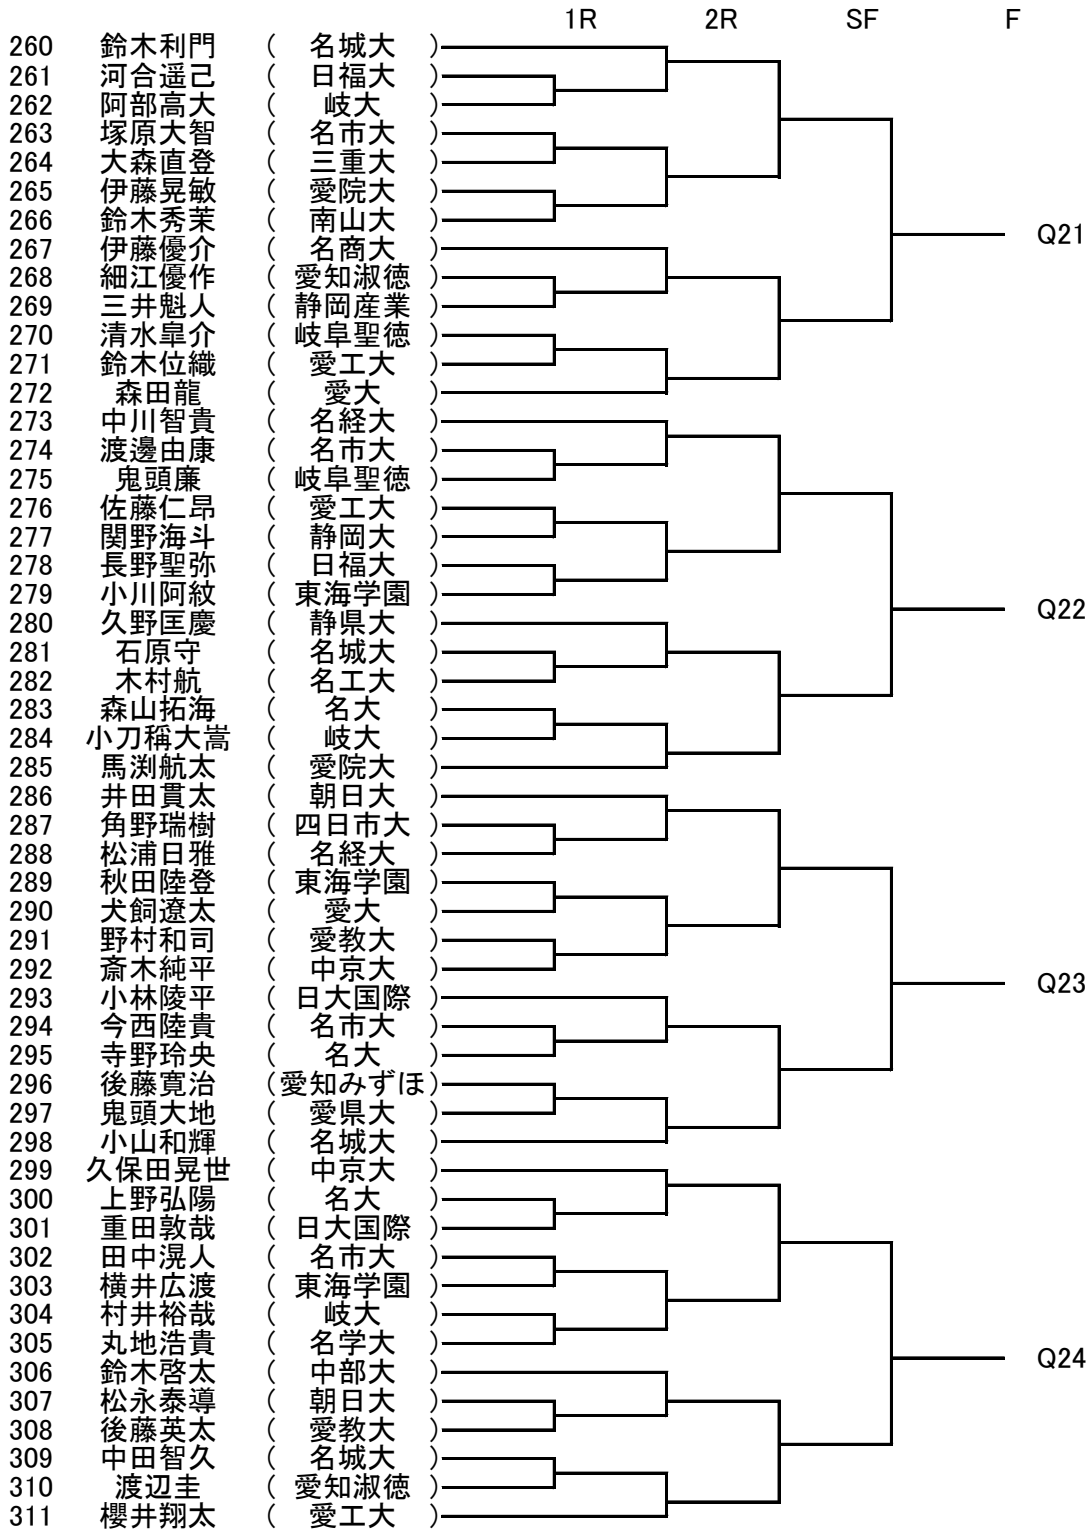 1R 2R SF F
260 鈴木利門 ( 名城大 )
261 河合遥己 ( 日福大 )
262 阿部高大 ( 岐大 )
263 塚原大智 ( 名市大 )
264 大森直登 ( 三重大 )
265 伊藤晃敏 ( 愛院大 )
266 鈴木秀茉 ( 南山大 )
267 伊藤優介 ( 名商大 )
Q21
268 細江優作 ( 愛知淑徳 )
269 三井魁人 ( 静岡産業 )
270 清水皐介 ( 岐阜聖徳 )
271 鈴木位織 ( 愛工大 )
272 森田龍 ( 愛大 )
273 中川智貴 ( 名経大 )
274 渡邊由康 ( 名市大 )
275 鬼頭廉 ( 岐阜聖徳 )
276 佐藤仁昂 ( 愛工大 )
277 関野海斗 ( 静岡大 )
278 長野聖弥 ( 日福大 )
279 小川阿紋 ( 東海学園 )
Q22
280 久野匡慶 ( 静県大 )
281 石原守 ( 名城大 )
282 木村航 ( 名工大 )
283 森山拓海 ( 名大 )
284 小刀稱大嵩 ( 岐大 )
285 馬渕航太 ( 愛院大 )
286 井田貫太 ( 朝日大 )
287 角野瑞樹 ( 四日市大 )
288 松浦日雅 ( 名経大 )
289 秋田陸登 ( 東海学園 )
290 犬飼遼太 ( 愛大 )
291 野村和司 ( 愛教大 )
292 斎木純平 ( 中京大 )
Q23
293 小林陵平 ( 日大国際 )
294 今西陸貴 ( 名市大 )
295 寺野玲央 ( 名大 )
296 後藤寛治 ( 愛知みずほ )
297 鬼頭大地 ( 愛県大 )
298 小山和輝 ( 名城大 )
299 久保田晃世 ( 中京大 )
300 上野弘陽 ( 名大 )
301 重田敦哉 ( 日大国際 )
302 田中滉人 ( 名市大 )
303 横井広渡 ( 東海学園 )
304 村井裕哉 ( 岐大 )
305 丸地浩貴 ( 名学大 )
Q24
306 鈴木啓太 ( 中部大 )
307 松永泰導 ( 朝日大 )
308 後藤英太 ( 愛教大 )
309 中田智久 ( 名城大 )
310 渡辺圭 ( 愛知淑徳 )
311 櫻井翔太 ( 愛工大 )